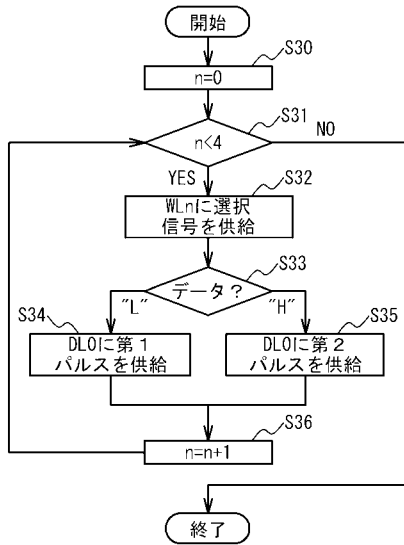 開始
S30
n=0
S31
n<4
NO
YES
S32
WLnに選択
信号を供給
S33
データ？
"L"
"H"
S34
DL0に第1
パルスを供給
S35
DL0に第2
パルスを供給
S36
n=n+1
終了